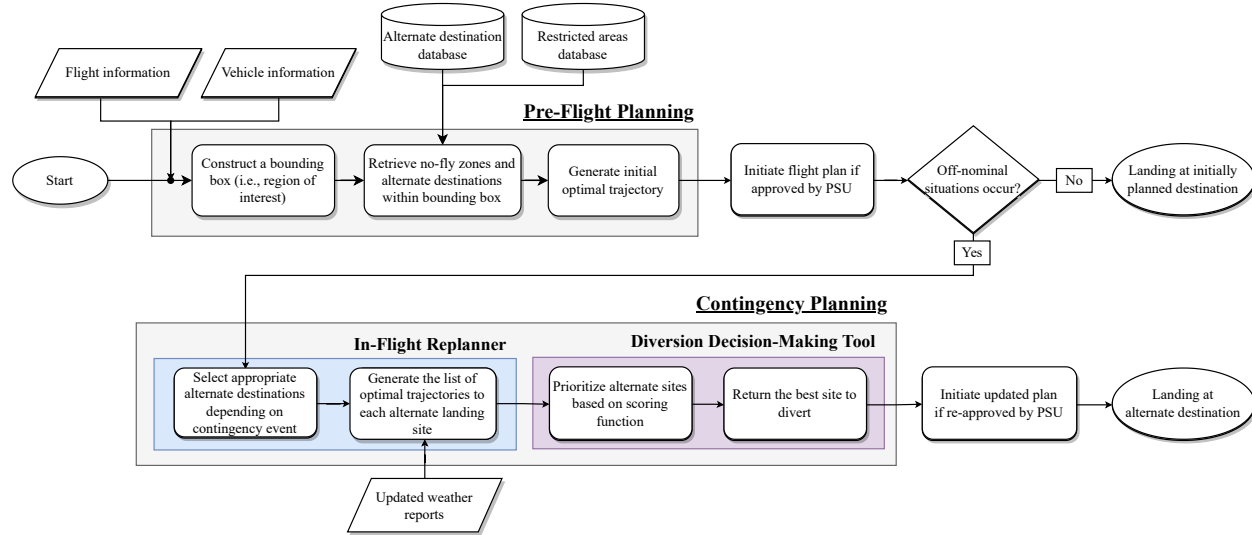 Alternate destination
database
Restricted areas
database
Flight information
Vehicle information
Pre-Flight Planning
Start
Construct a bounding
box (i.e., region of
interest)
Retrieve no-fly zones and
alternate destinations
within bounding box
Generate initial
optimal trajectory
Initiate flight plan if
approved by PSU
Off-nominal
situations occur?
No
Landing at initially
planned destination
Yes
Contingency Planning
In-Flight Replanner
Diversion Decision-Making Tool
Select appropriate
alternate destinations
depending on
contingency event
Generate the list of
optimal trajectories to
each alternate landing
site
Prioritize alternate sites
based on scoring
function
Return the best site to
divert
Initiate updated plan
if re-approved by PSU
Landing at
alternate destination
Updated weather
reports